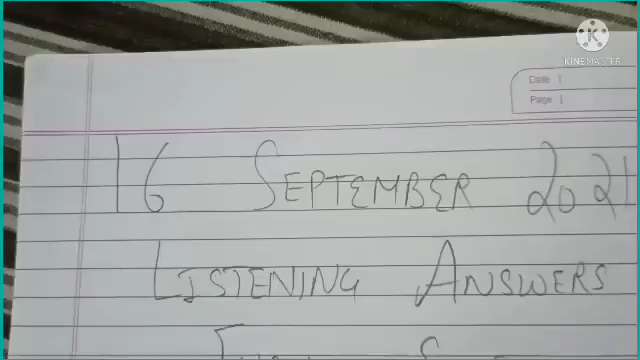 KINEMASTER
Date
Page
16 SEPTEMBER 2021
LISTENING ANSWERS